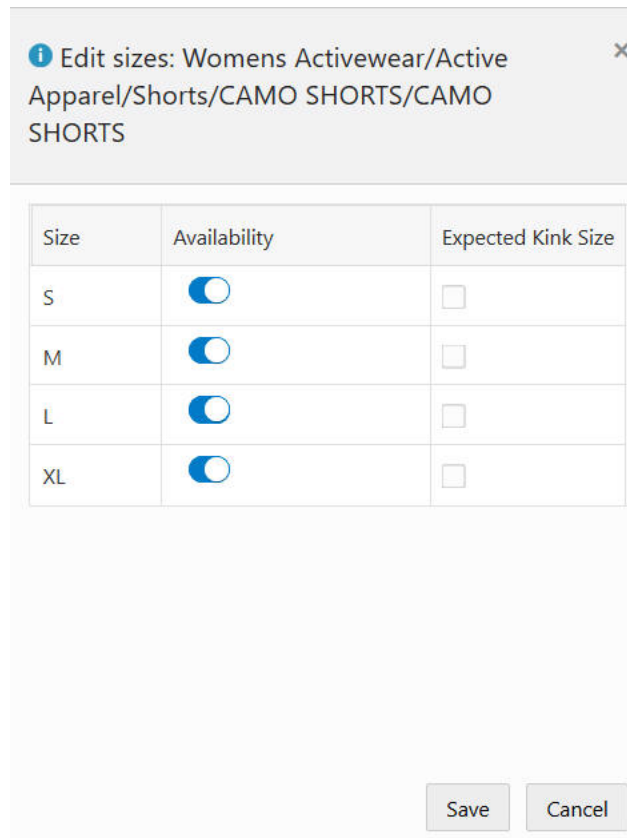 Edit sizes: Womens Activewear/Active
Apparel/Shorts/CAMO SHORTS/CAMO
SHORTS
Size Availability Expected Kink Size
S
M
L
XL
Save Cancel